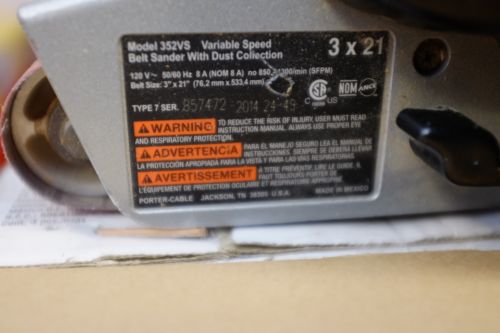 Model 352VS Variable Speed
Belt Sander With Dust Collection
3 x 21
120 V~ 50/60 Hz 8 A (NOM 8 A) no 850-1300/min (SFPM)
Belt Size: 3" x 21" (76,2 mm x 533,4 mm)
NOM
C US
TYPE 7 SER. 857472 2014 24-49
WARNING TO REDUCE THE RISK OF INJURY, USER MUST READ
INSTRUCTION MANUAL. ALWAYS USE PROPER EYE
AND RESPIRATORY PROTECTION.
ADVERTENCIA PARA EL MANEJO SEGURO LEA EL MANUAL DE
INSTRUCCIONES. SIEMPRE SE DEBERA LLEVAR
LA PROTECCIÓN APROPIADA PARA LA VISTA Y PARA LAS VÍAS RESPIRATORIAS
AVERTISSEMENT A TITRE PRÉVENTIF, LIRE LE GUIDE. IL
FAUT TOUJOURS PORTER DE
L'ÉQUIPEMENT DE PROTECTION OCULAIRE ET RESPIRATOIRE APPROPRIÉ.
PORTER-CABLE JACKSON, TN 38305 U.S.A. MADE IN MEXICO